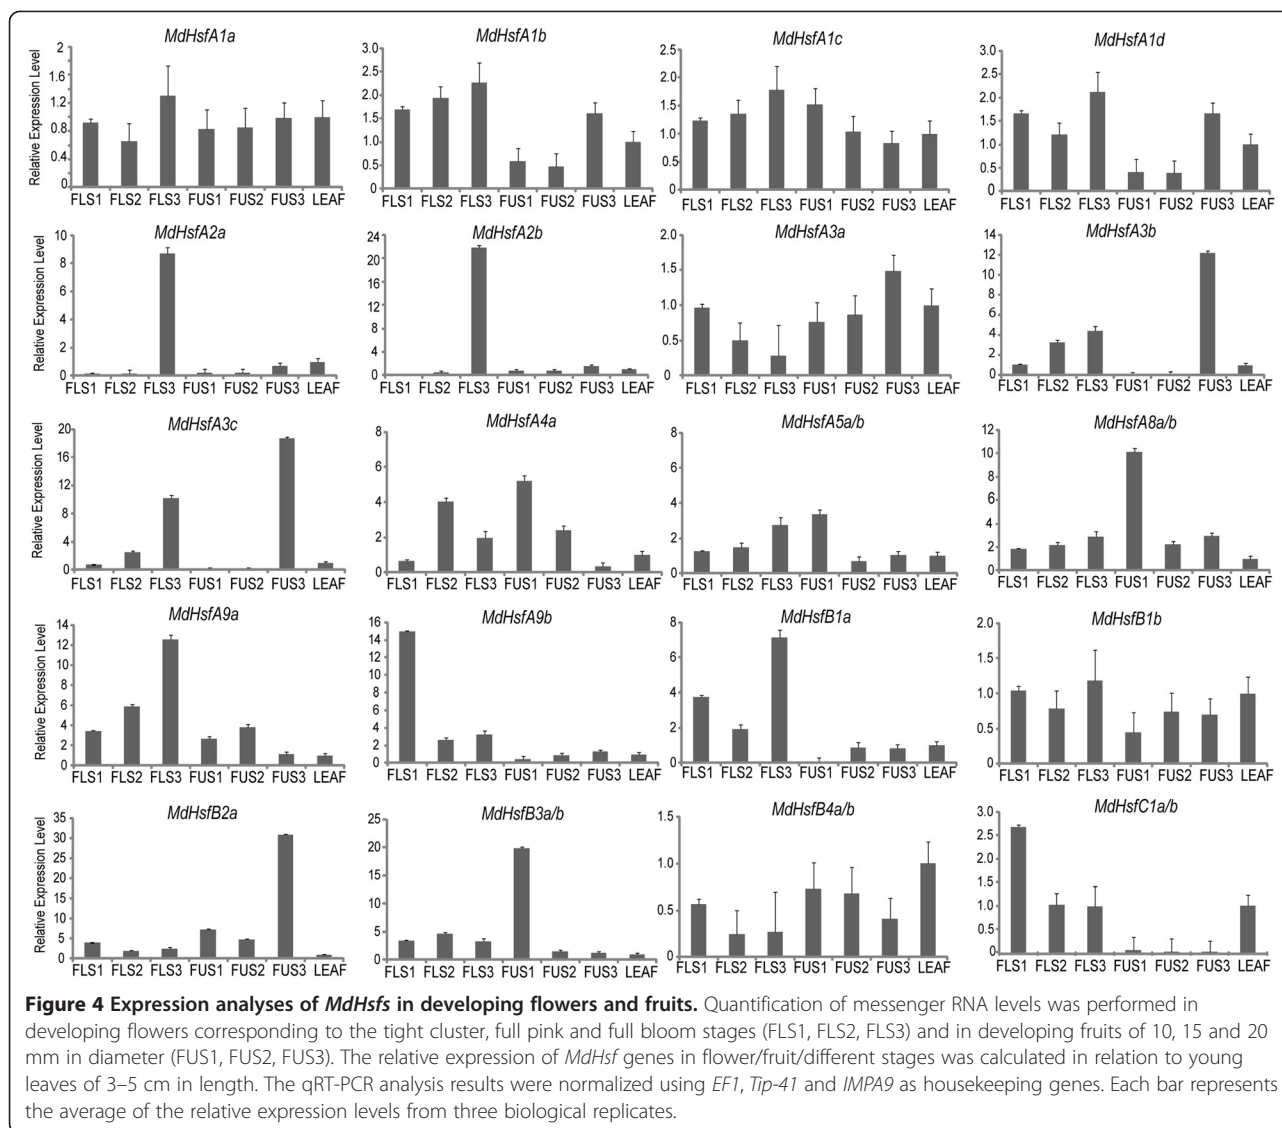 MdHsfA1a
MdHsfA1b
MdHsfA1c
MdHsfA1d
Relative Expression Level
2
1.6
1.2
0.8
0.4
0
FLS1 FLS2 FLS3 FUS1 FUS2 FUS3 LEAF
3.0
2.5
2.0
1.5
1.0
0.5
0
FLS1 FLS2 FLS3 FUS1 FUS2 FUS3 LEAF
2.5
2.0
1.5
1.0
0.5
0
FLS1 FLS2 FLS3 FUS1 FUS2 FUS3 LEAF
3.0
2.5
2.0
1.5
1.0
0.5
0
FLS1 FLS2 FLS3 FUS1 FUS2 FUS3 LEAF
MdHsfA2a
MdHsfA2b
MdHsfA3a
MdHsfA3b
Relative Expression Level
10
8
6
4
2
0
FLS1 FLS2 FLS3 FUS1 FUS2 FUS3 LEAF
24
20
16
12
8
4
0
FLS1 FLS2 FLS3 FUS1 FUS2 FUS3 LEAF
2.0
1.5
1.0
0.5
0
FLS1 FLS2 FLS3 FUS1 FUS2 FUS3 LEAF
14
12
10
8
6
4
2
0
FLS1 FLS2 FLS3 FUS1 FUS2 FUS3 LEAF
MdHsfA3c
MdHsfA4a
MdHsfA5a/b
MdHsfA8a/b
Relative Expression Level
20
16
12
8
4
0
FLS1 FLS2 FLS3 FUS1 FUS2 FUS3 LEAF
8
6
4
2
0
FLS1 FLS2 FLS3 FUS1 FUS2 FUS3 LEAF
8
6
4
2
0
FLS1 FLS2 FLS3 FUS1 FUS2 FUS3 LEAF
12
10
8
6
4
2
0
FLS1 FLS2 FLS3 FUS1 FUS2 FUS3 LEAF
MdHsfA9a
MdHsfA9b
MdHsfB1a
MdHsfB1b
Relative Expression Level
14
12
10
8
6
4
2
0
FLS1 FLS2 FLS3 FUS1 FUS2 FUS3 LEAF
16
14
12
10
8
6
4
2
0
FLS1 FLS2 FLS3 FUS1 FUS2 FUS3 LEAF
8
6
4
2
0
FLS1 FLS2 FLS3 FUS1 FUS2 FUS3 LEAF
2.0
1.5
1.0
0.5
0
FLS1 FLS2 FLS3 FUS1 FUS2 FUS3 LEAF
MdHsfB2a
MdHsfB3a/b
MdHsfB4a/b
MdHsfC1a/b
Relative Expression Level
35
30
25
20
15
10
5
0
FLS1 FLS2 FLS3 FUS1 FUS2 FUS3 LEAF
25
20
15
10
5
0
FLS1 FLS2 FLS3 FUS1 FUS2 FUS3 LEAF
1.5
1.0
0.5
0
FLS1 FLS2 FLS3 FUS1 FUS2 FUS3 LEAF
3.0
2.5
2.0
1.5
1.0
0.5
0
FLS1 FLS2 FLS3 FUS1 FUS2 FUS3 LEAF
Figure 4 Expression analyses of MdHsfs in developing flowers and fruits. Quantification of messenger RNA levels was performed in
developing flowers corresponding to the tight cluster, full pink and full bloom stages (FLS1, FLS2, FLS3) and in developing fruits of 10, 15 and 20
mm in diameter (FUS1, FUS2, FUS3). The relative expression of MdHsf genes in flower/fruit/different stages was calculated in relation to young
leaves of 3–5 cm in length. The qRT-PCR analysis results were normalized using EF1, Tip-41 and IMPA9 as housekeeping genes. Each bar represents
the average of the relative expression levels from three biological replicates.